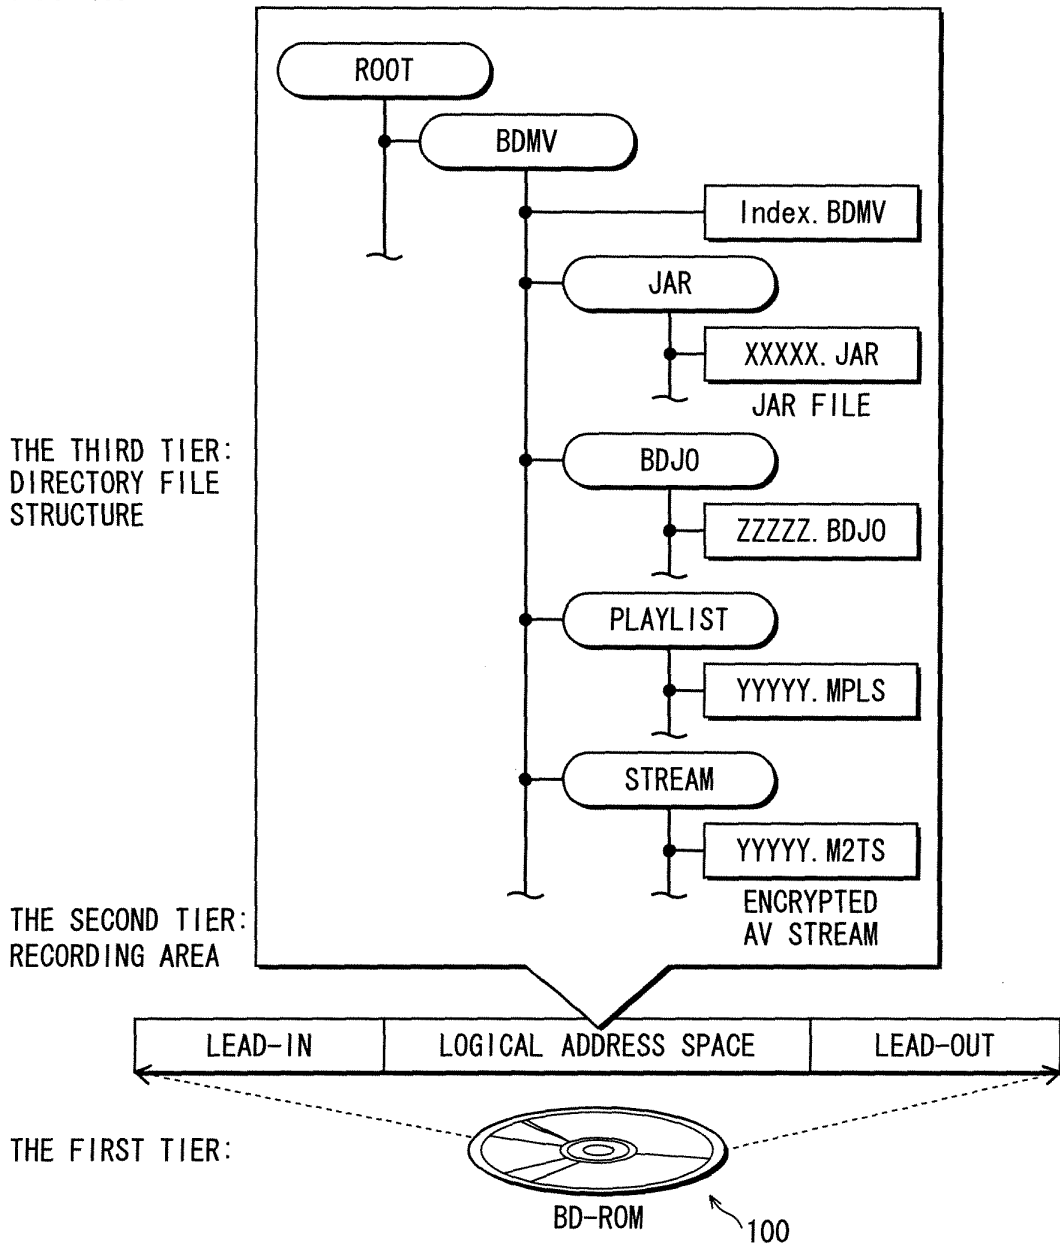 ROOT
BDMV
Index.BDMV
JAR
XXXXX.JAR
JAR FILE
THE THIRD TIER:
DIRECTORY FILE
STRUCTURE
BDJO
ZZZZZ.BDJO
PLAYLIST
YYYYY.MPLS
STREAM
YYYYY.M2TS
ENCRYPTED
AV STREAM
THE SECOND TIER:
RECORDING AREA
LEAD-IN LOGICAL ADDRESS SPACE LEAD-OUT
THE FIRST TIER:
BD-ROM
100